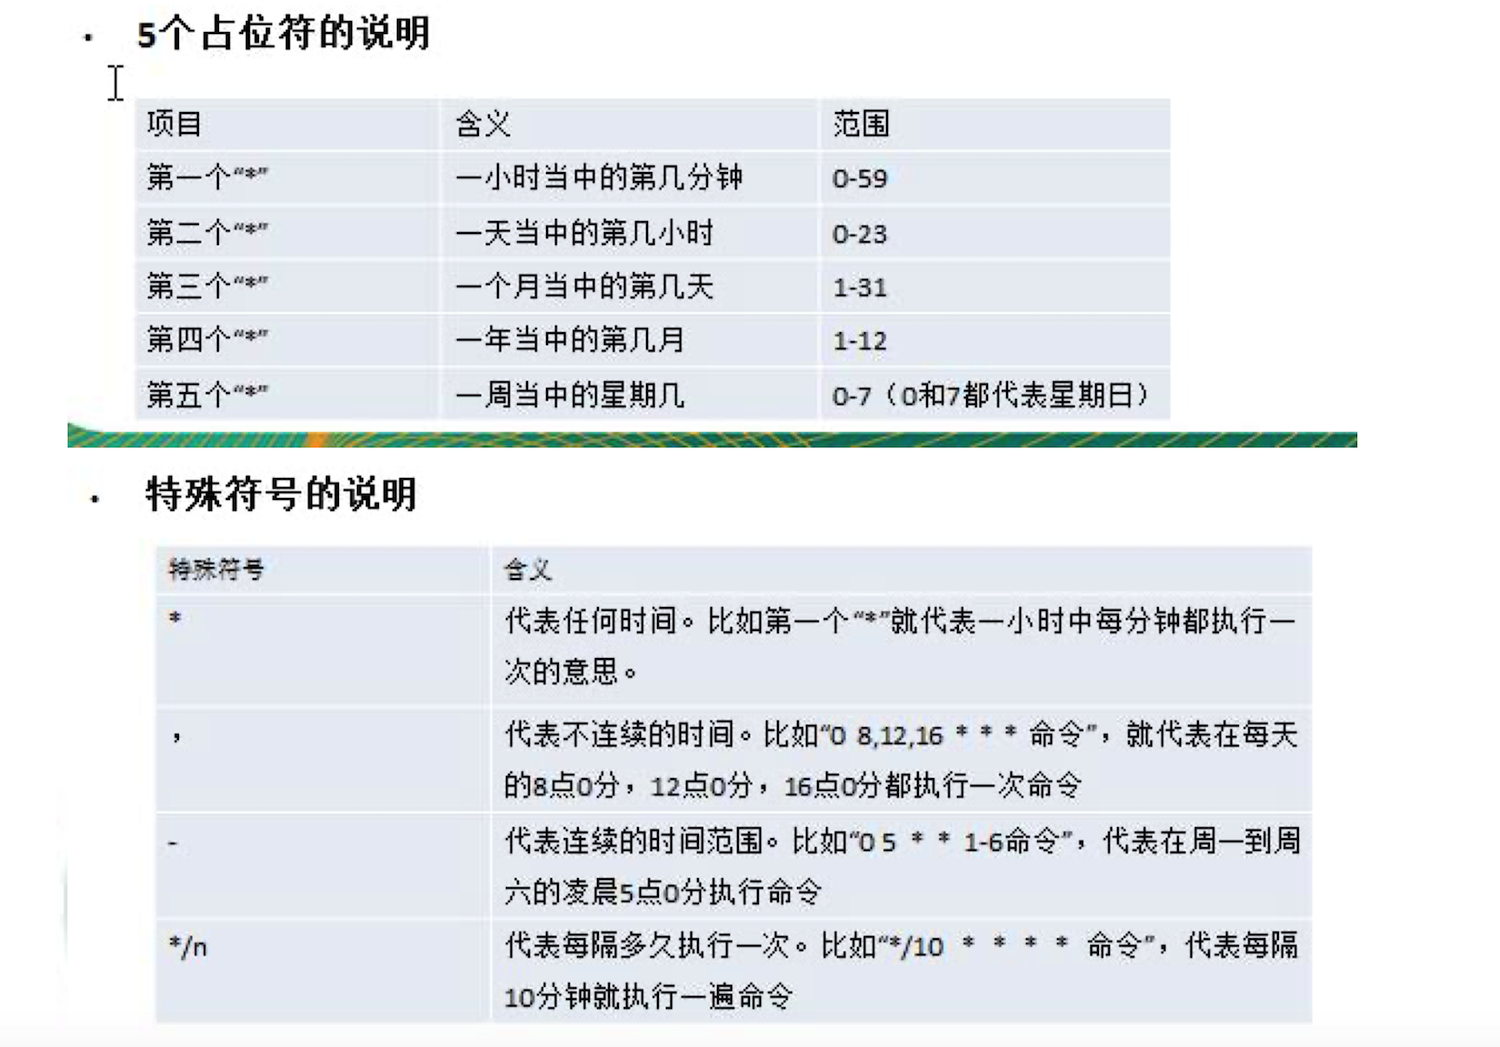 5个占位符的说明
项目 含义 范围
第一个“*” 一小时当中的第几分钟 0-59
第二个“*” 一天当中的第几小时 0-23
第三个“*” 一个月当中的第几天 1-31
第四个“*” 一年当中的第几月 1-12
第五个“*” 一周当中的星期几 0-7（0和7都代表星期日）
特殊符号的说明
特殊符号 含义
* 代表任何时间。比如第一个“*”就代表一小时中每分钟都执行一
次的意思。
， 代表不连续的时间。比如“0 8,12,16 * * * 命令”，就代表在每天
的8点0分，12点0分，16点0分都执行一次命令
- 代表连续的时间范围。比如“0 5 * * 1-6命令”，代表在周一到周
六的凌晨5点0分执行命令
*/n 代表每隔多久执行一次。比如“*/10 * * * * 命令”，代表每隔
10分钟就执行一遍命令